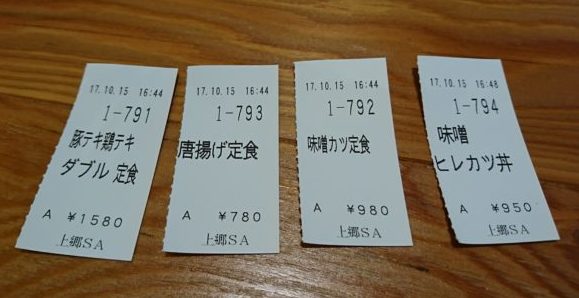 17.10.15 16:44
1-791
豚テキ鶏テキ
ダブル 定食
A ¥1580
上郷SA
17.10.15 16:44
1-793
唐揚げ定食
A ¥780
上郷SA
17.10.15 16:44
1-792
味噌カツ定食
A ¥980
上郷SA
17.10.15 16:48
1-794
味噌
ヒレカツ丼
A ¥950
上郷SA